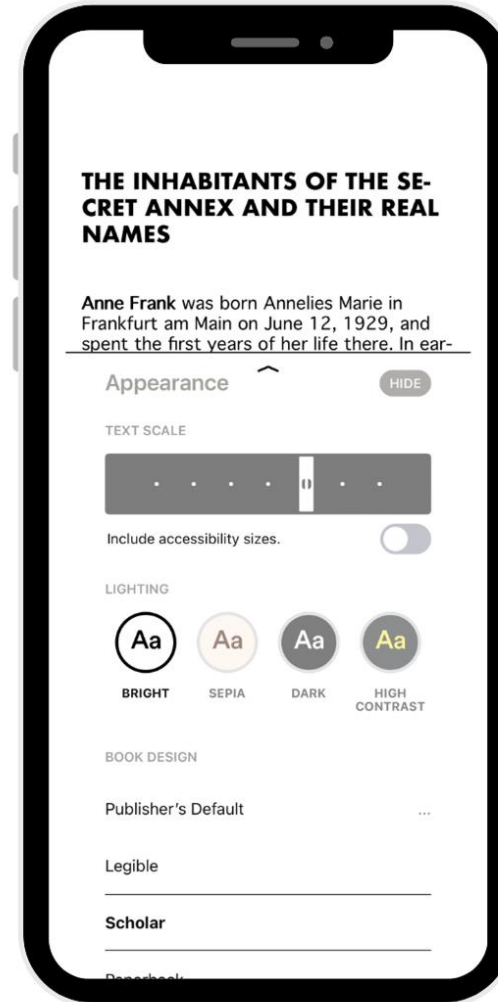 THE INHABITANTS OF THE SE-
CRET ANNEX AND THEIR REAL
NAMES
Anne Frank was born Annelies Marie in
Frankfurt am Main on June 12, 1929, and
spent the first years of her life there. In ear-
Appearance HIDE
TEXT SCALE
Include accessibility sizes.
LIGHTING
Aa Aa Aa Aa
BRIGHT SEPIA DARK HIGH
CONTRAST
BOOK DESIGN
Publisher's Default ...
Legible
Scholar
Paperback